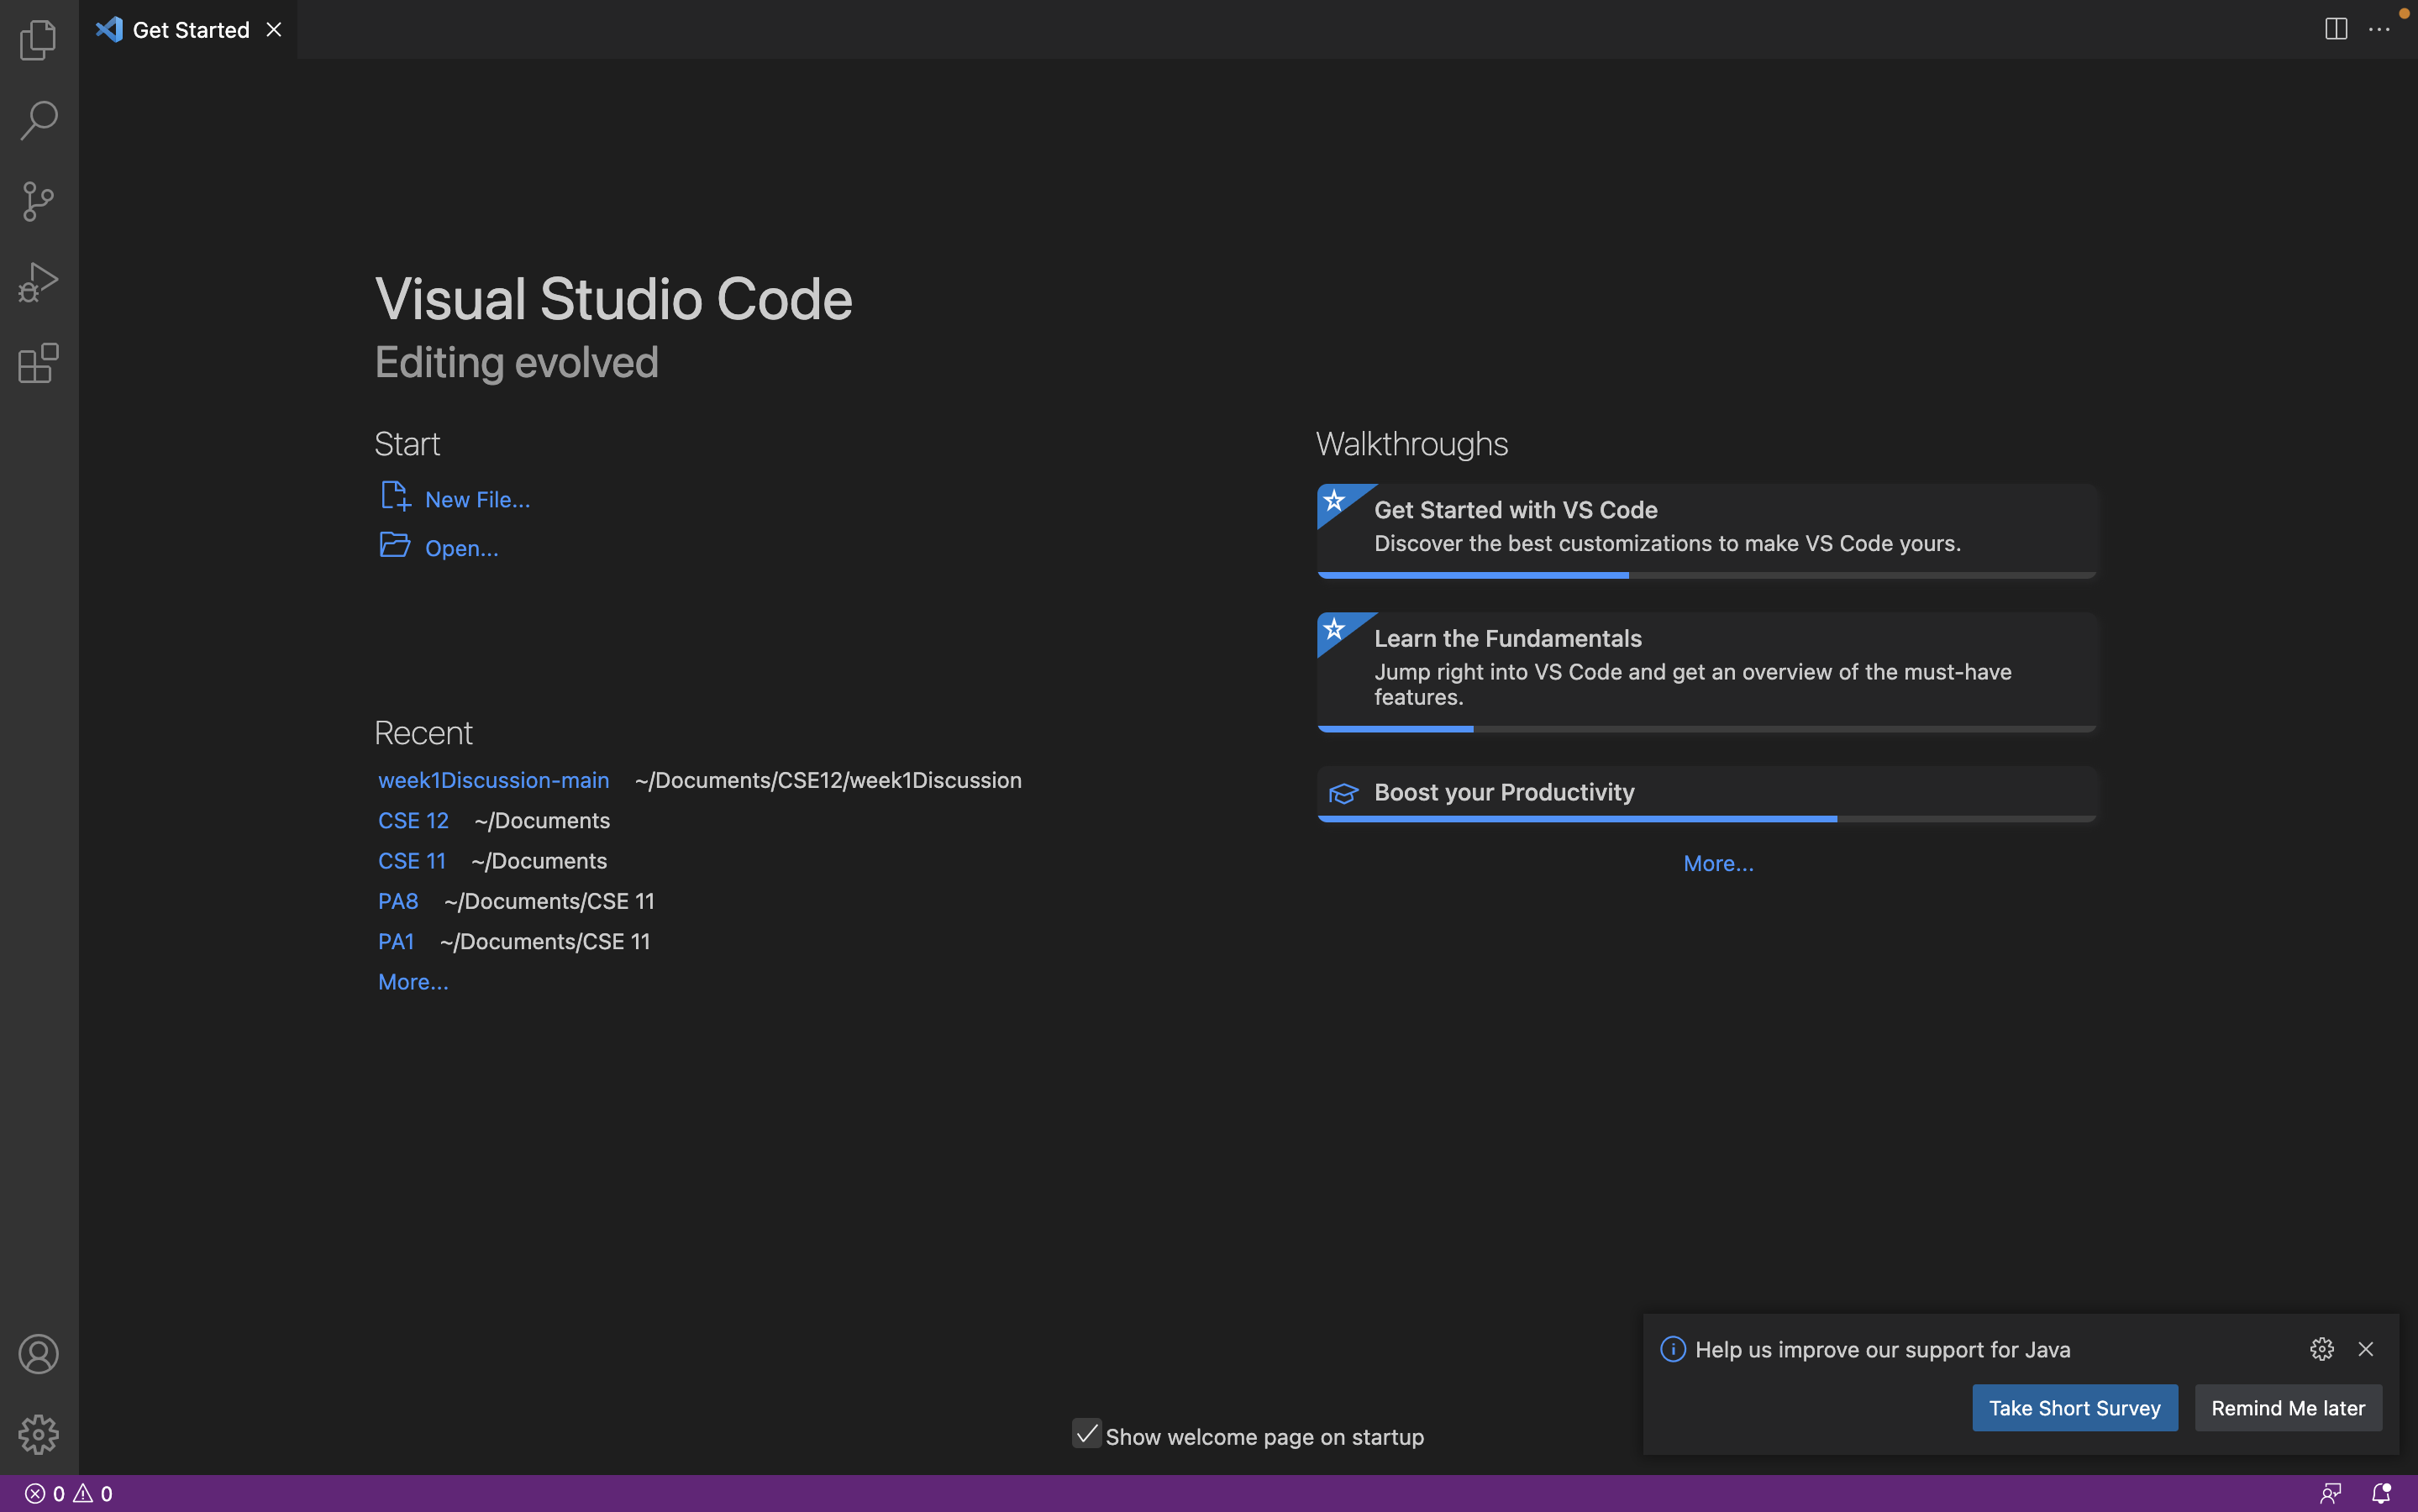 Get Started
Visual Studio Code
Editing evolved
Start
New File...
Open...
Recent
week1Discussion-main ~/Documents/CSE12/week1Discussion
CSE 12 ~/Documents
CSE 11 ~/Documents
PA8 ~/Documents/CSE 11
PA1 ~/Documents/CSE 11
More...
Walkthroughs
Get Started with VS Code
Discover the best customizations to make VS Code yours.
Learn the Fundamentals
Jump right into VS Code and get an overview of the must-have
features.
Boost your Productivity
More...
Show welcome page on startup
Help us improve our support for Java
Take Short Survey
Remind Me later
0 0